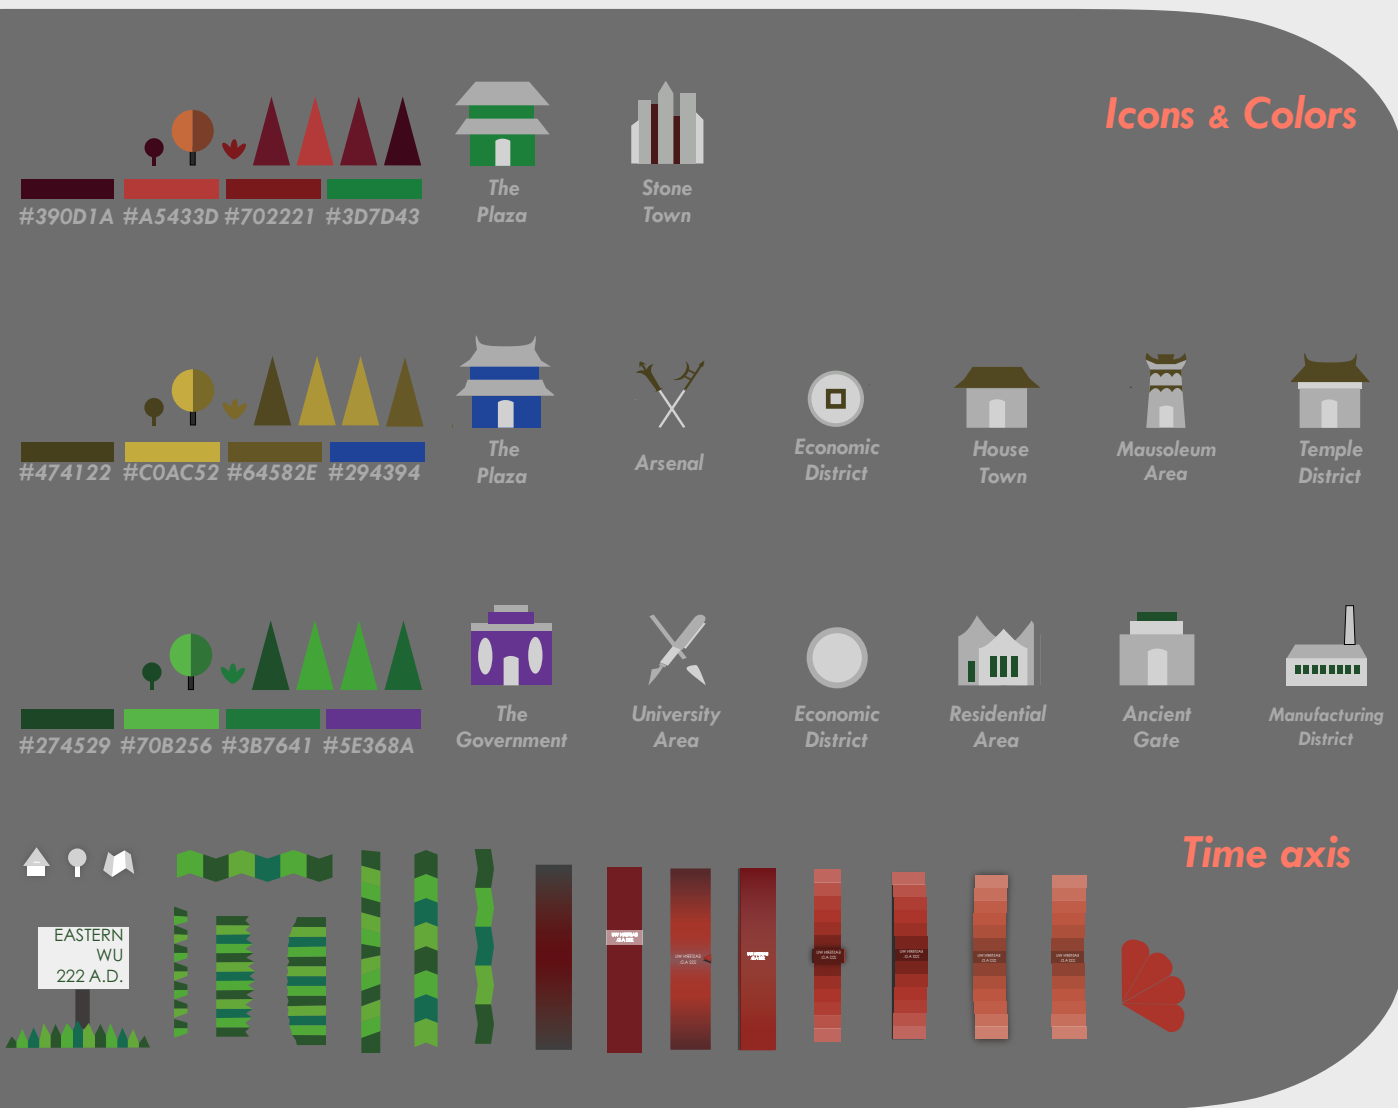 Icons & Colors
#390D1A #A5433D #702221 #3D7D43
The
Plaza
Stone
Town
#474122 #C0AC52 #64582E #294394
The
Plaza
Arsenal
Economic
District
House
Town
Mausoleum
Area
Temple
District
#274529 #70B256 #3B7641 #5E368A
The
Government
University
Area
Economic
District
Residential
Area
Ancient
Gate
Manufacturing
District
Time axis
EASTERN
WU
222 A.D.